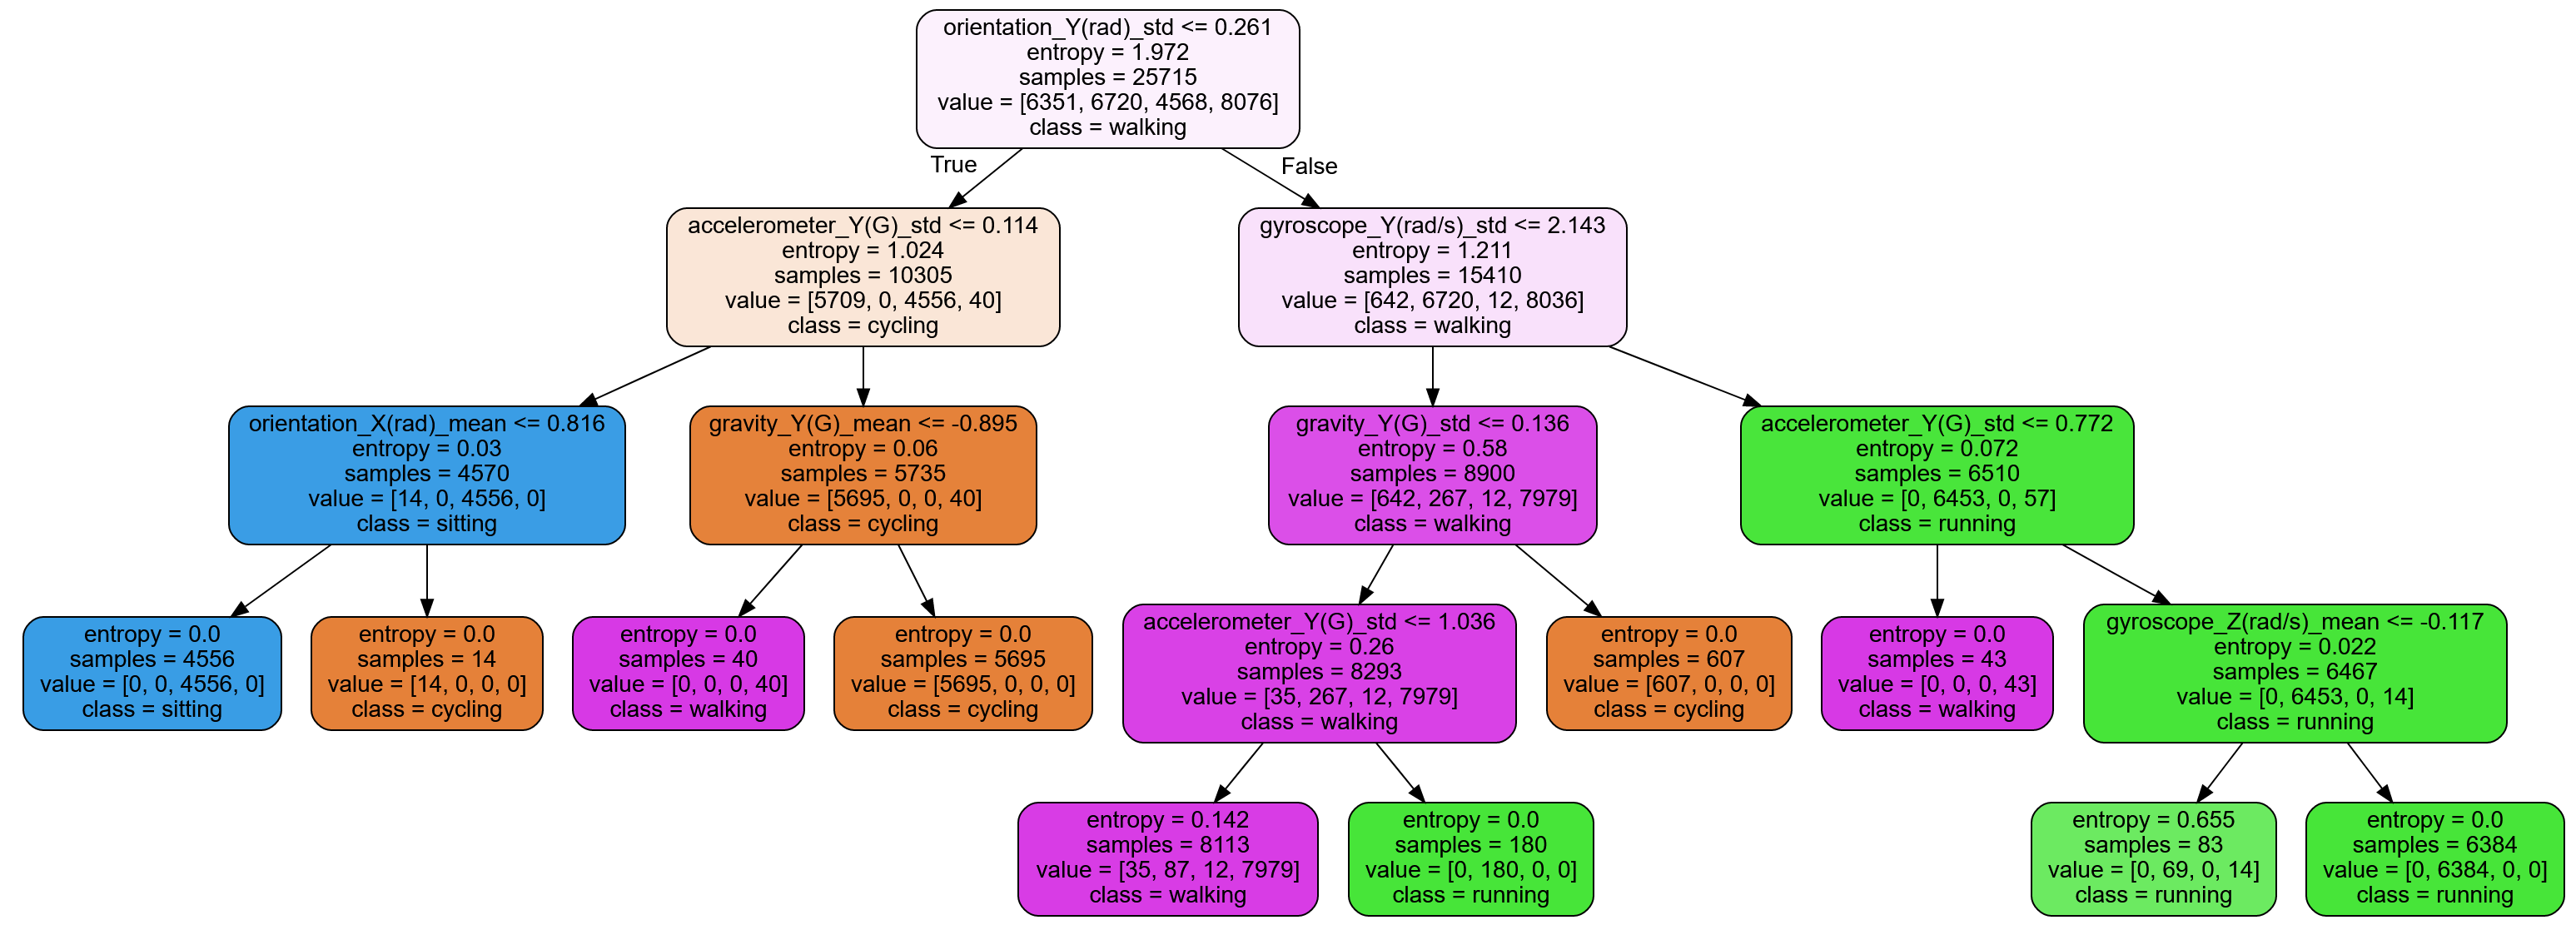 orientation_Y(rad)_std <= 0.261
entropy = 1.972
samples = 25715
value = [6351, 6720, 4568, 8076]
class = walking
True
False
accelerometer_Y(G)_std <= 0.114
entropy = 1.024
samples = 10305
value = [5709, 0, 4556, 40]
class = cycling
gyroscope_Y(rad/s)_std <= 2.143
entropy = 1.211
samples = 15410
value = [642, 6720, 12, 8036]
class = walking
orientation_X(rad)_mean <= 0.816
entropy = 0.03
samples = 4570
value = [14, 0, 4556, 0]
class = sitting
gravity_Y(G)_mean <= -0.895
entropy = 0.06
samples = 5735
value = [5695, 0, 0, 40]
class = cycling
gravity_Y(G)_std <= 0.136
entropy = 0.58
samples = 8900
value = [642, 267, 12, 7979]
class = walking
accelerometer_Y(G)_std <= 0.772
entropy = 0.072
samples = 6510
value = [0, 6453, 0, 57]
class = running
entropy = 0.0
samples = 4556
value = [0, 0, 4556, 0]
class = sitting
entropy = 0.0
samples = 14
value = [14, 0, 0, 0]
class = cycling
entropy = 0.0
samples = 40
value = [0, 0, 0, 40]
class = walking
entropy = 0.0
samples = 5695
value = [5695, 0, 0, 0]
class = cycling
accelerometer_Y(G)_std <= 1.036
entropy = 0.26
samples = 8293
value = [35, 267, 12, 7979]
class = walking
entropy = 0.0
samples = 607
value = [607, 0, 0, 0]
class = cycling
entropy = 0.0
samples = 43
value = [0, 0, 0, 43]
class = walking
gyroscope_Z(rad/s)_mean <= -0.117
entropy = 0.022
samples = 6467
value = [0, 6453, 0, 14]
class = running
entropy = 0.142
samples = 8113
value = [35, 87, 12, 7979]
class = walking
entropy = 0.0
samples = 180
value = [0, 180, 0, 0]
class = running
entropy = 0.655
samples = 83
value = [0, 69, 0, 14]
class = running
entropy = 0.0
samples = 6384
value = [0, 6384, 0, 0]
class = running